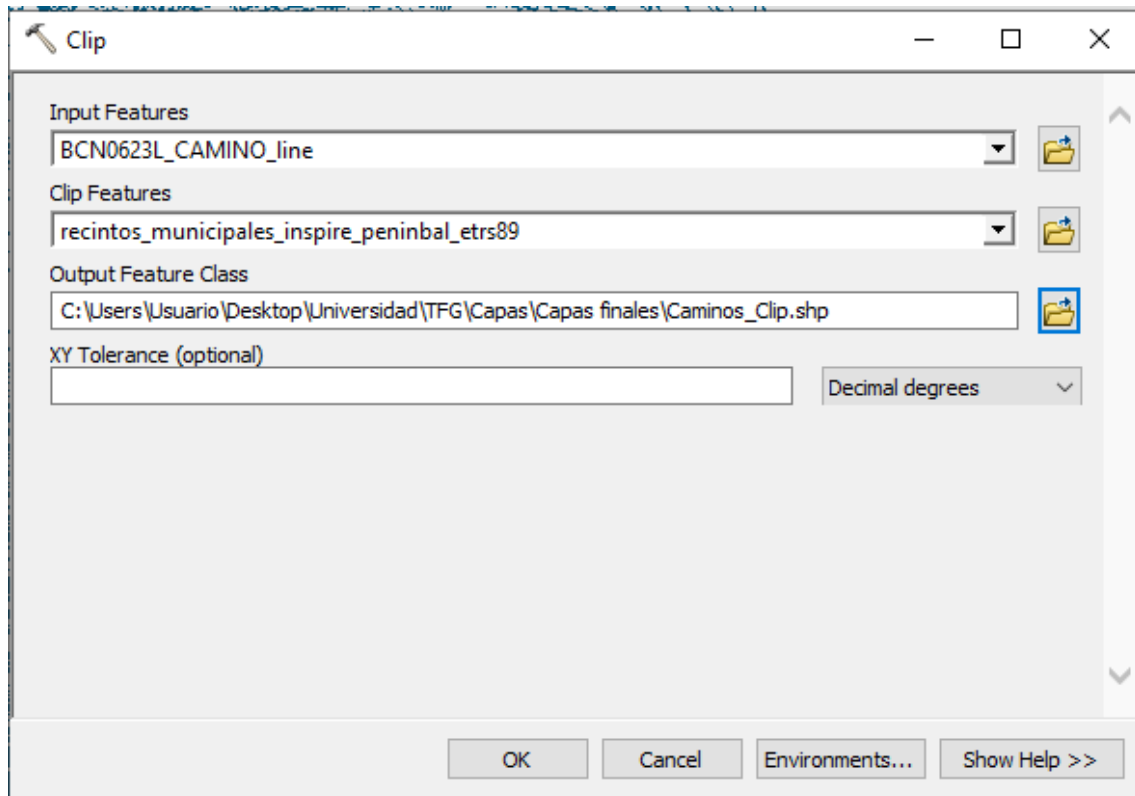 Clip
Input Features
BCN0623L_CAMINO_line
Clip Features
recintos_municipales_inspire_peninbal_etrs89
Output Feature Class
C:\Users\Usuario\Desktop\Universidad\TFG\Capas\Capas finales\Caminos_Clip.shp
XY Tolerance (optional)
Decimal degrees
OK Cancel Environments... Show Help >>